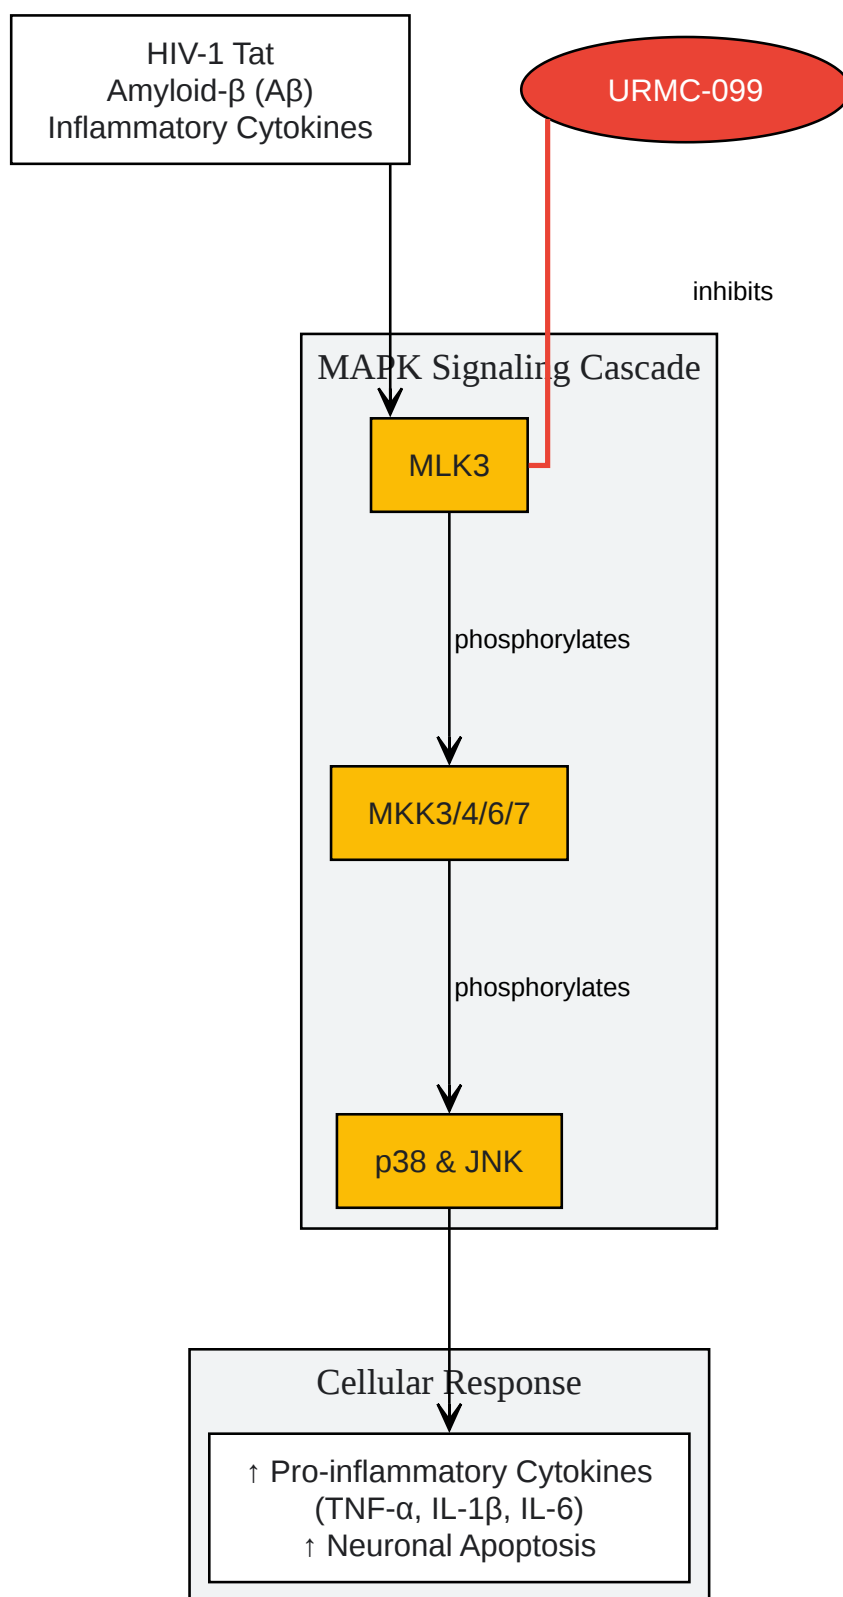 HIV-1 Tat
Amyloid-β (Aβ)
Inflammatory Cytokines
URMC-099
inhibits
MAPK Signaling Cascade
MLK3
phosphorylates
MKK3/4/6/7
phosphorylates
p38 & JNK
Cellular Response
↑ Pro-inflammatory Cytokines
(TNF-α, IL-1β, IL-6)
↑ Neuronal Apoptosis